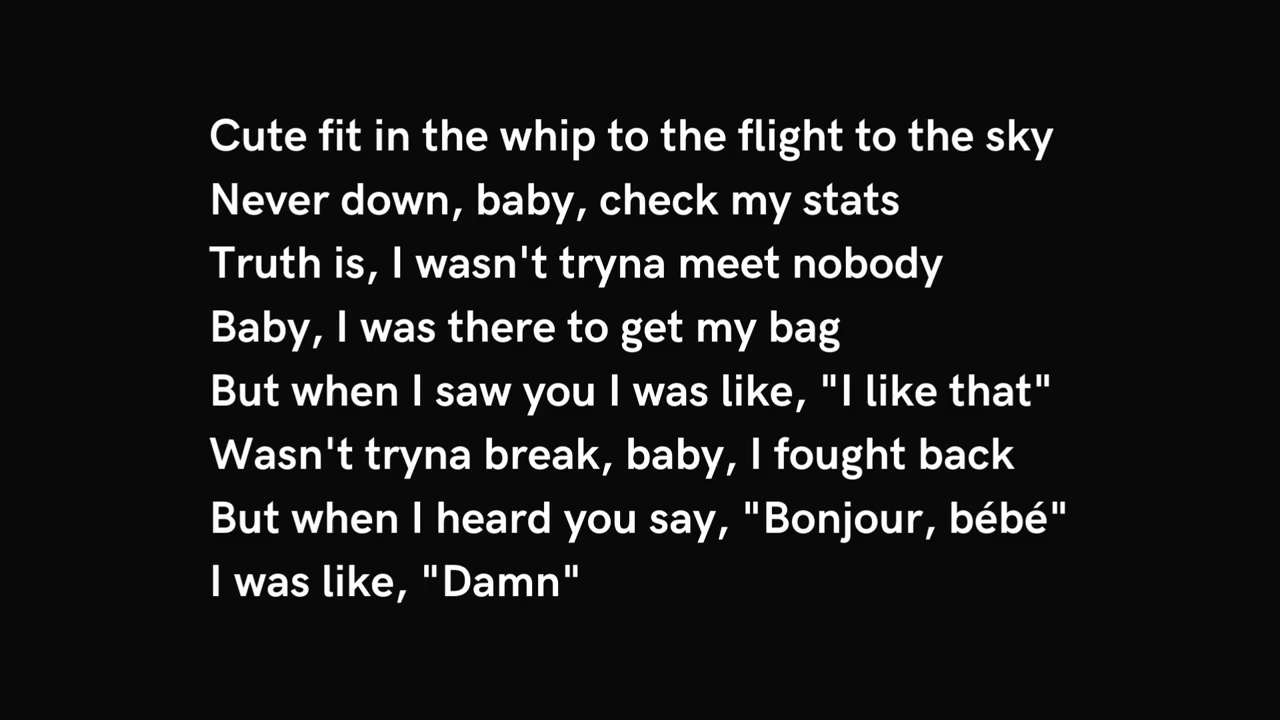 Cute fit in the whip to the flight to the sky
Never down, baby, check my stats
Truth is, I wasn't tryna meet nobody
Baby, I was there to get my bag
But when I saw you I was like, "I like that"
Wasn't tryna break, baby, I fought back
But when I heard you say, "Bonjour, bébé"
I was like, "Damn"